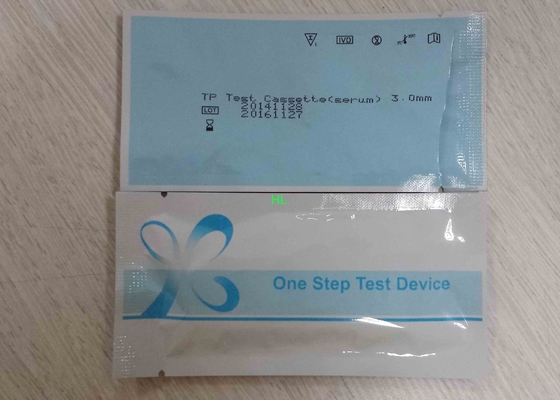 IVD
TP Test Cassette(serum) 3.0mm
LOT 20141128
20161127
HL
One Step Test Device